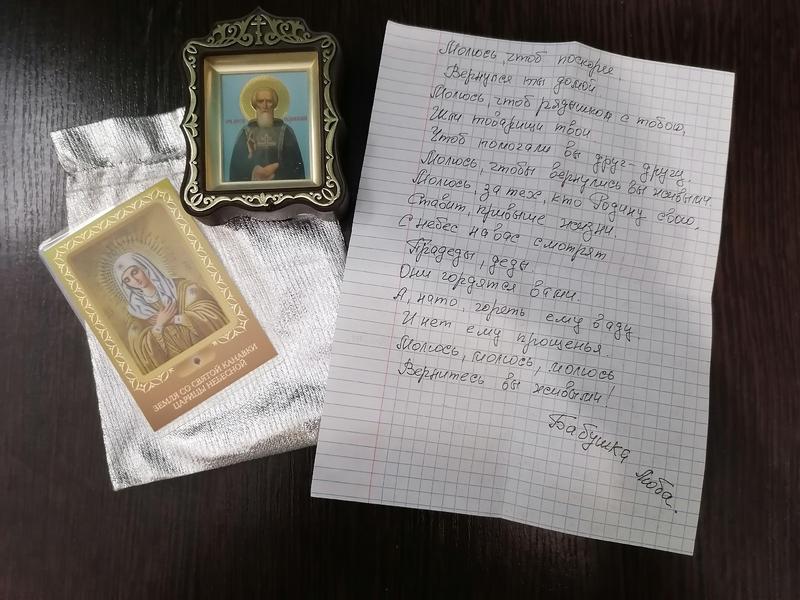 Молюсь, чтоб поскорее
Вернулся ты домой.
Молюсь, чтоб рядышком с тобою,
Шли товарищи твои
Чтоб помогали вы друг-другу.
Молюсь, чтобы вернулись вы живыми
Молюсь, за тех, кто Родину свою,
Ставит, превыше жизни
С небес на вас смотрят
Прадеды, деды.
Они гордятся вами.
А, нато, гореть ему в аду
И нет ему прощенья.
Молюсь, молюсь, молюсь
Вернитесь вы живыми!
Бабушка Люба.
ЗЕМЛЯ СО СВЯТОЙ КАНАВКИ
ЦАРИЦЫ НЕБЕСНОЙ